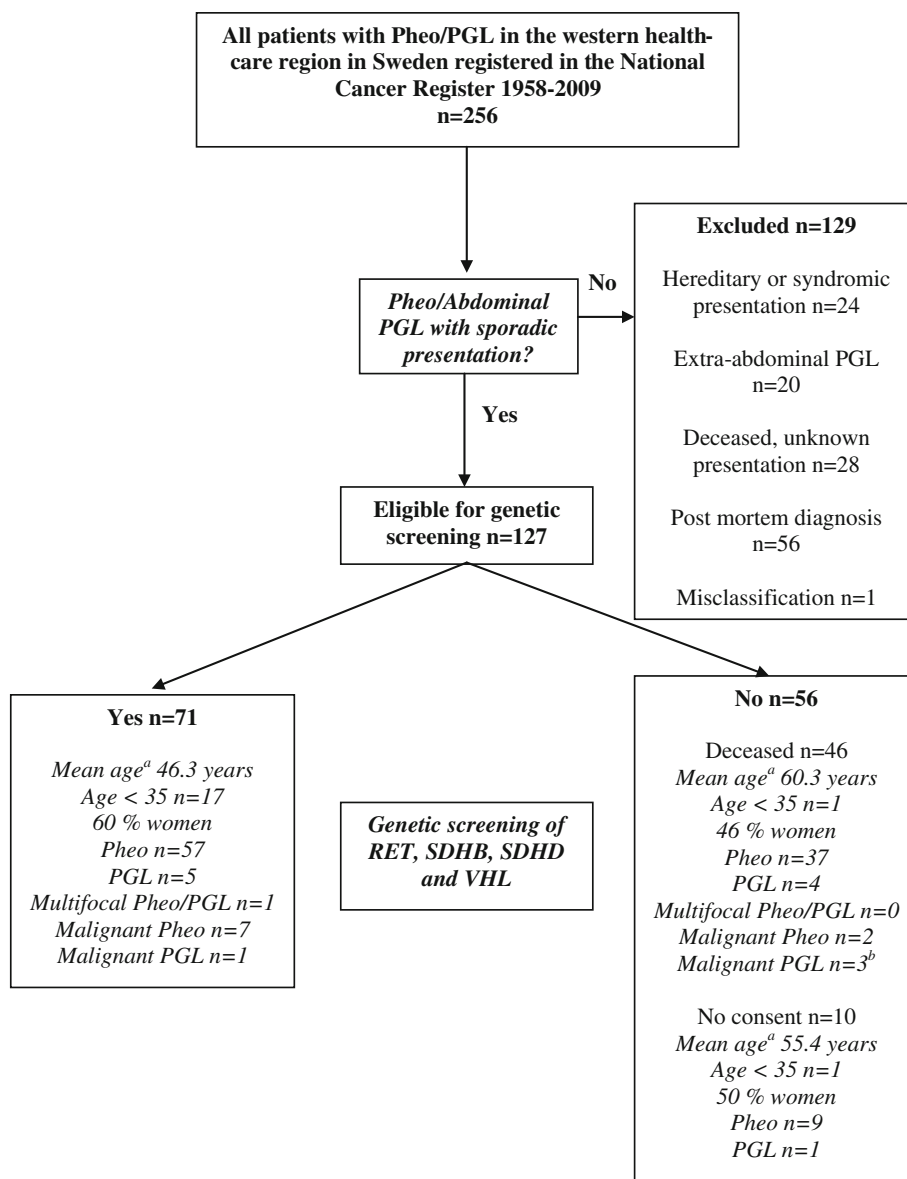 All patients with Pheo/PGL in the western health-
care region in Sweden registered in the National
Cancer Register 1958-2009
n=256
Excluded n=129
Hereditary or syndromic
presentation n=24
Extra-abdominal PGL
n=20
Deceased, unknown
presentation n=28
Post mortem diagnosis
n=56
Misclassification n=1
No
Pheo/Abdominal
PGL with sporadic
presentation?
Yes
Eligible for genetic
screening n=127
Yes n=71
Mean ageᵃ 46.3 years
Age < 35 n=17
60 % women
Pheo n=57
PGL n=5
Multifocal Pheo/PGL n=1
Malignant Pheo n=7
Malignant PGL n=1
Genetic screening of
RET, SDHB, SDHD
and VHL
No n=56
Deceased n=46
Mean ageᵃ 60.3 years
Age < 35 n=1
46 % women
Pheo n=37
PGL n=4
Multifocal Pheo/PGL n=0
Malignant Pheo n=2
Malignant PGL n=3ᵇ
No consent n=10
Mean ageᵃ 55.4 years
Age < 35 n=1
50 % women
Pheo n=9
PGL n=1